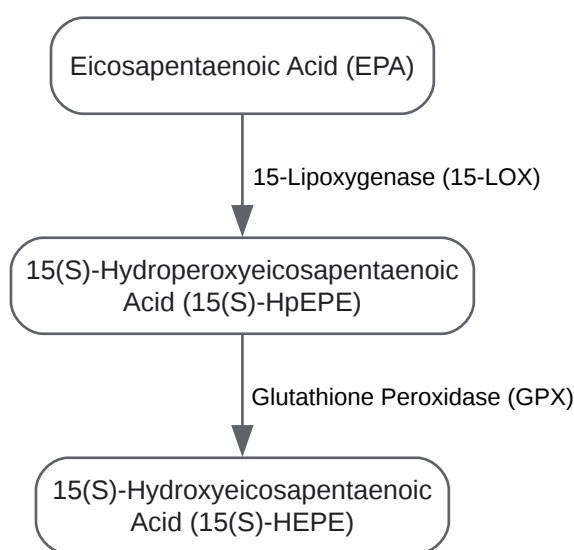 Eicosapentaenoic Acid (EPA)
15-Lipoxygenase (15-LOX)
15(S)-Hydroperoxyeicosapentaenoic
Acid (15(S)-HpEPE)
Glutathione Peroxidase (GPX)
15(S)-Hydroxyeicosapentaenoic
Acid (15(S)-HEPE)